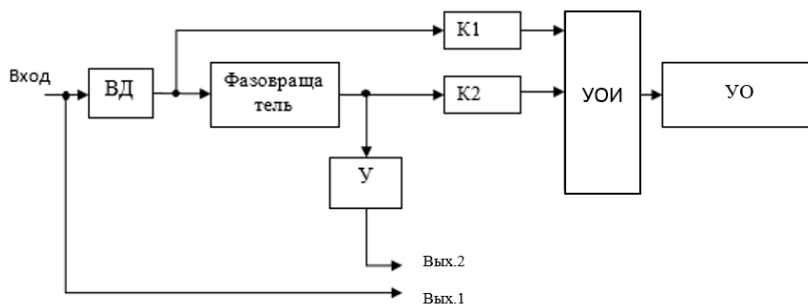 К1
Вход
ВД
Фазовраща
тель
К2
УОИ
УО
У
Вых.2
Вых.1